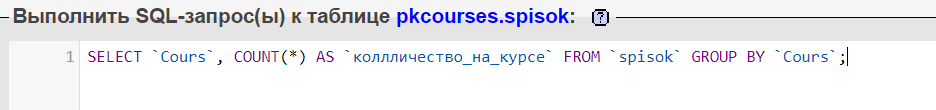 Выполнить SQL-запрос(ы) к таблице pkcourses.spisok:
1 SELECT `Cours`, COUNT(*) AS `коллличество_на_курсе` FROM `spisok` GROUP BY `Cours`;